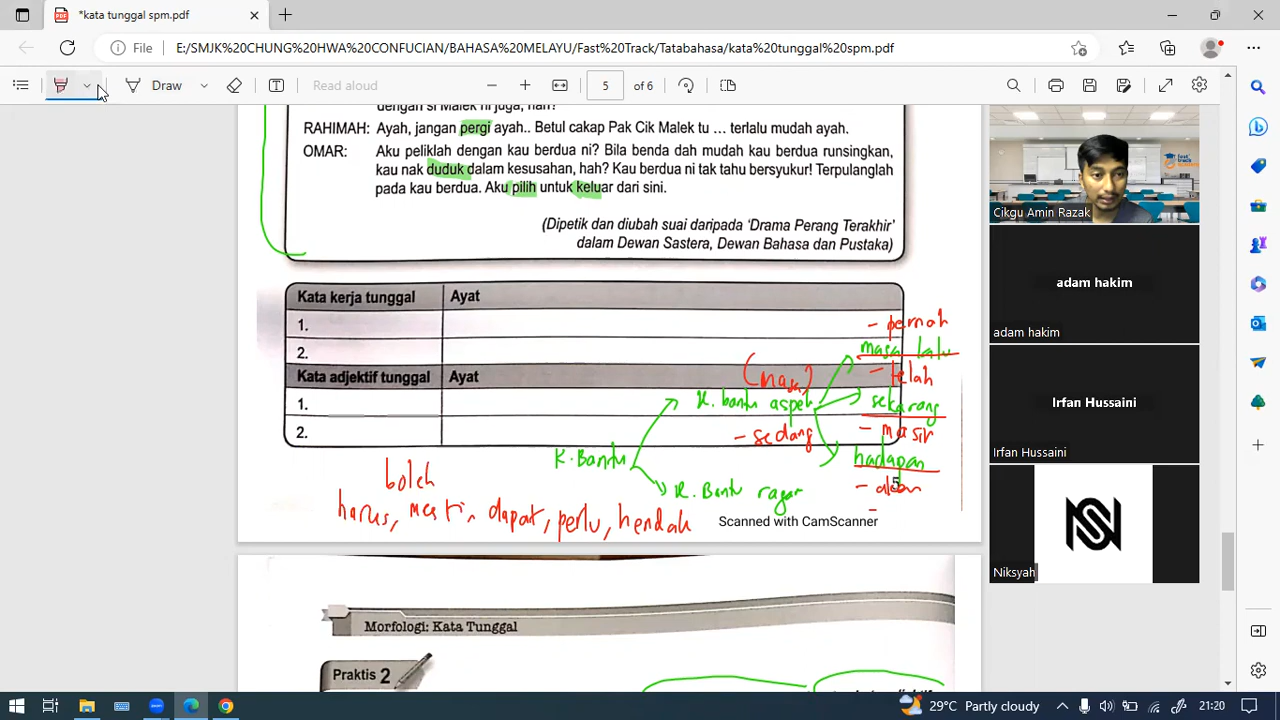 *kata tunggal spm.pdf
File
E:/SMJK%20CHUNG%20HWA%20CONFUCIAN/BAHASA%20MELAYU/Fast%20Track/Tatabahasa/kata%20tunggal%20spm.pdf
Draw
Read aloud
5 of 6
dengan si Malek ni juga, hah?
RAHIMAH: Ayah, jangan pergi ayah.. Betul cakap Pak Cik Malek tu ... terlalu mudah ayah.
OMAR: Aku peliklah dengan kau berdua ni? Bila benda dah mudah kau berdua runsingkan,
kau nak duduk dalam kesusahan, hah? Kau berdua ni tak tahu bersyukur! Terpulanglah
pada kau berdua. Aku pilih untuk keluar dari sini.
(Dipetik dan diubah suai daripada 'Drama Perang Terakhir'
dalam Dewan Sastera, Dewan Bahasa dan Pustaka)
Kata kerja tunggal Ayat
1.
2.
Kata adjektif tunggal Ayat
1.
2.
- pernah
masa lalu
- telah
(masa)
K. bantu aspek
sekarang
- sedang
- masih
hadapan
- akan
-
K. Bantu
K. Bantu ragam
boleh
harus, mesti, dapat, perlu, hendak
5
Scanned with CamScanner
Morfologi: Kata Tunggal
Praktis 2
Cikgu Amin Razak
adam hakim
adam hakim
Irfan Hussaini
Irfan Hussaini
Niksyah
29°C Partly cloudy
21:20